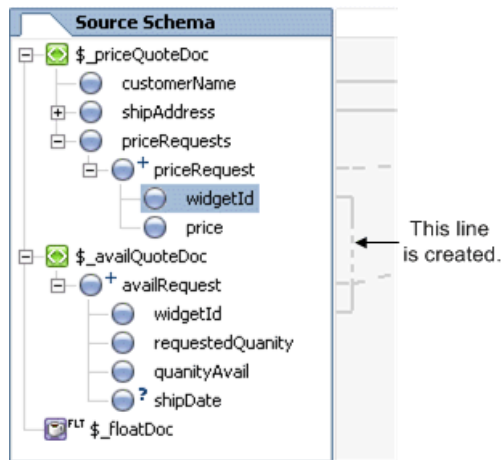 Source Schema
$_priceQuoteDoc
customerName
shipAddress
priceRequests
+ priceRequest
widgetId
price
$_availQuoteDoc
+ availRequest
widgetId
requestedQuanity
quanityAvail
? shipDate
FLT $_floatDoc
This line
is created.